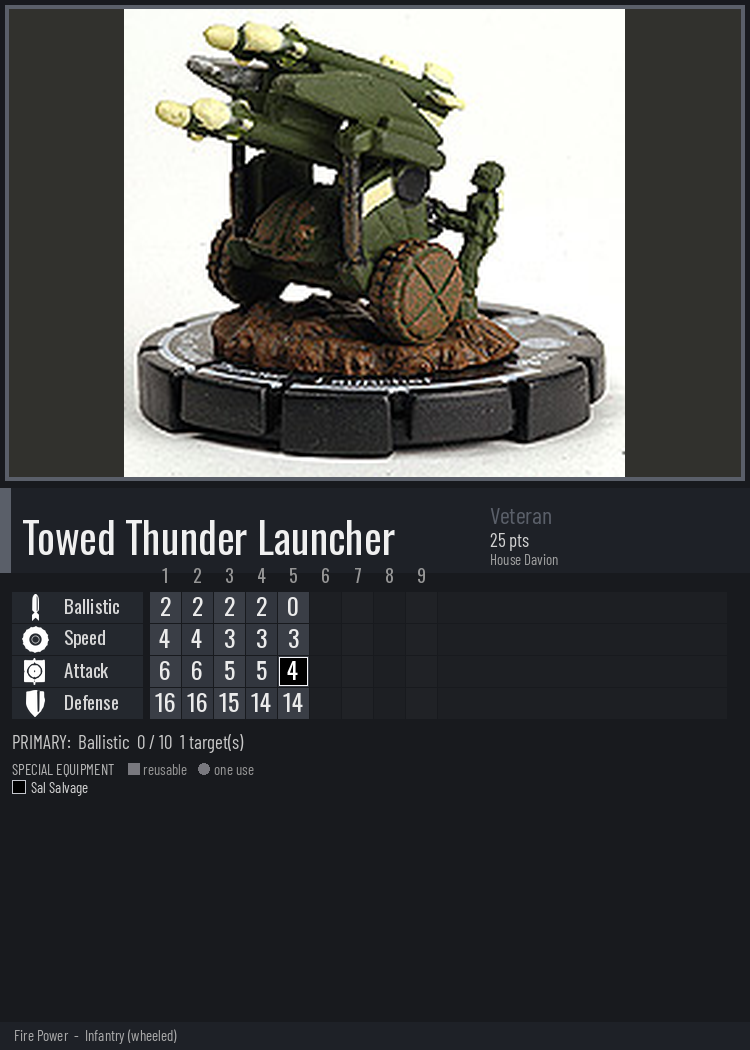 Towed Thunder Launcher
Veteran
25 pts
House Davion
1 2 3 4 5 6 7 8 9
Ballistic 2 2 2 2 0
Speed 4 4 3 3 3
Attack 6 6 5 5 4
Defense 16 16 15 14 14
PRIMARY: Ballistic 0 / 10 1 target(s)
SPECIAL EQUIPMENT reusable one use
Sal Salvage
Fire Power - Infantry (wheeled)